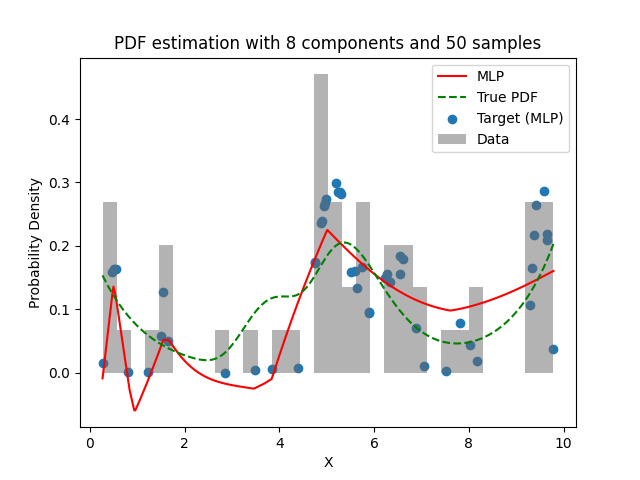 PDF estimation with 8 components and 50 samples
MLP
True PDF
Target (MLP)
Data
Probability Density
0.4
0.3
0.2
0.1
0.0
0 2 4 6 8 10
X